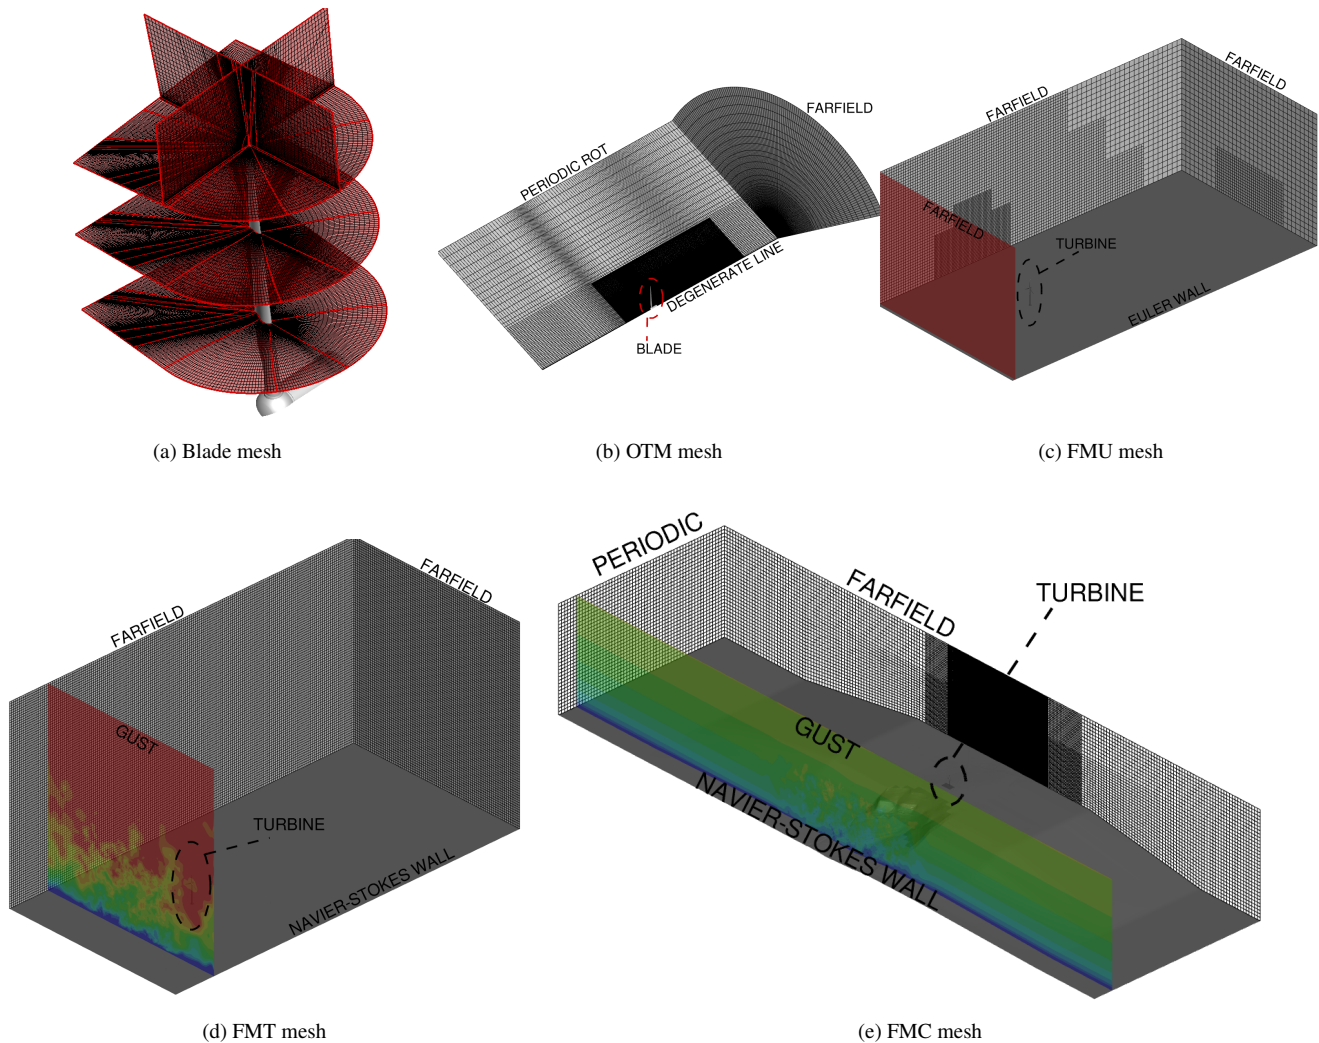 FARFIELD
PERIODIC ROT
DEGENERATE LINE
BLADE
FARFIELD
FARFIELD
FARFIELD
TURBINE
EULER WALL
(a) Blade mesh
(b) OTM mesh
(c) FMU mesh
FARFIELD
FARFIELD
GUST
TURBINE
NAVIER-STOKES WALL
PERIODIC
FARFIELD
TURBINE
GUST
NAVIER-STOKES WALL
(d) FMT mesh
(e) FMC mesh